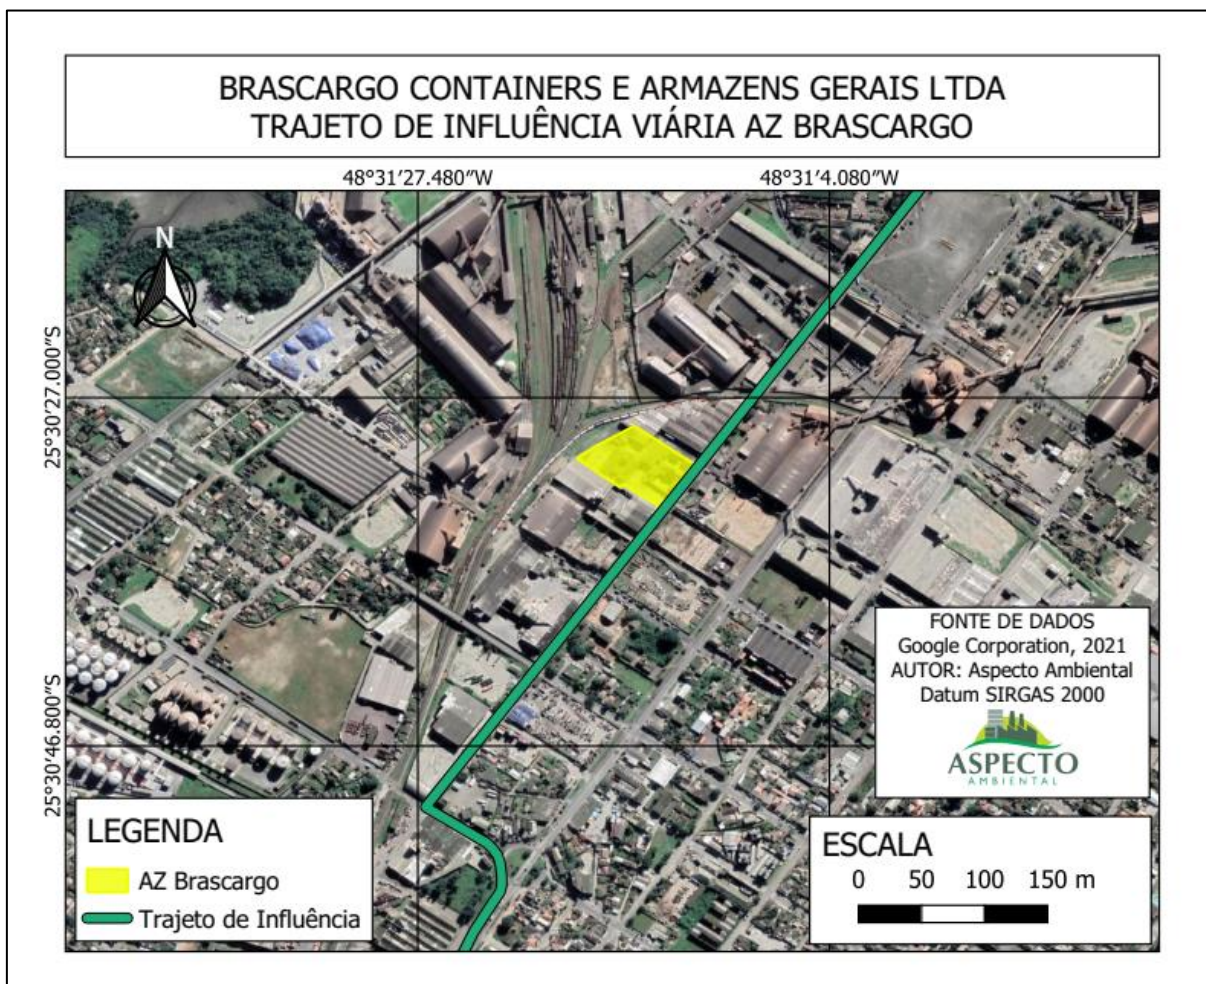 BRASCARGO CONTAINERS E ARMAZENS GERAIS LTDA
TRAJETO DE INFLUÊNCIA VIÁRIA AZ BRASCARGO
48°31′27.480″W
48°31′4.080″W
N
25°30′27.000″S
25°30′46.800″S
FONTE DE DADOS
Google Corporation, 2021
AUTOR: Aspecto Ambiental
Datum SIRGAS 2000
ASPECTO
AMBIENTAL
LEGENDA
AZ Brascargo
Trajeto de Influência
ESCALA
0 50 100 150 m